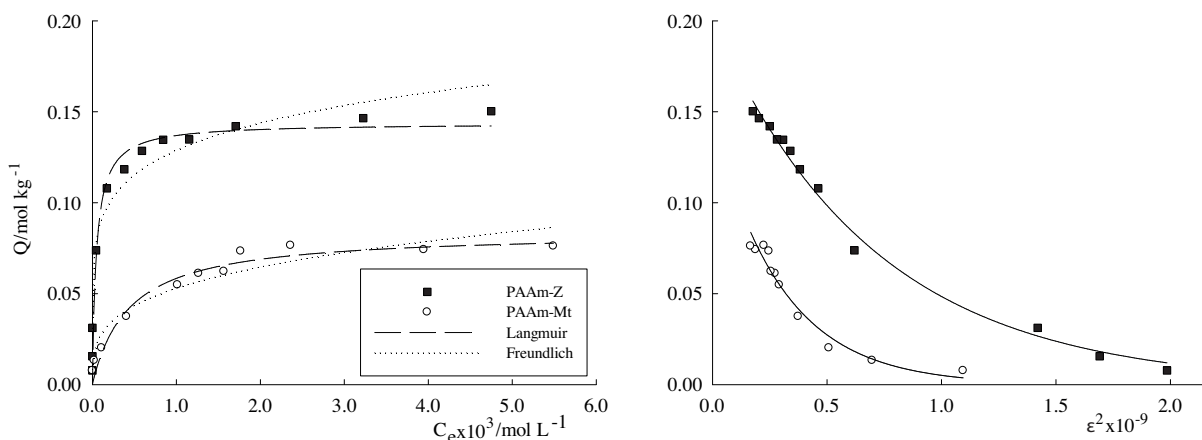 0.20
0.15
0.10
0.05
0.00
Q/mol kg⁻¹
PAAm-Z
PAAm-Mt
Langmuir
Freundlich
0.0 1.0 2.0 3.0 4.0 5.0 6.0
Cₑx10³/mol L⁻¹
0.20
0.15
0.10
0.05
0.00
0.0 0.5 1.0 1.5 2.0
ε²x10⁻⁹